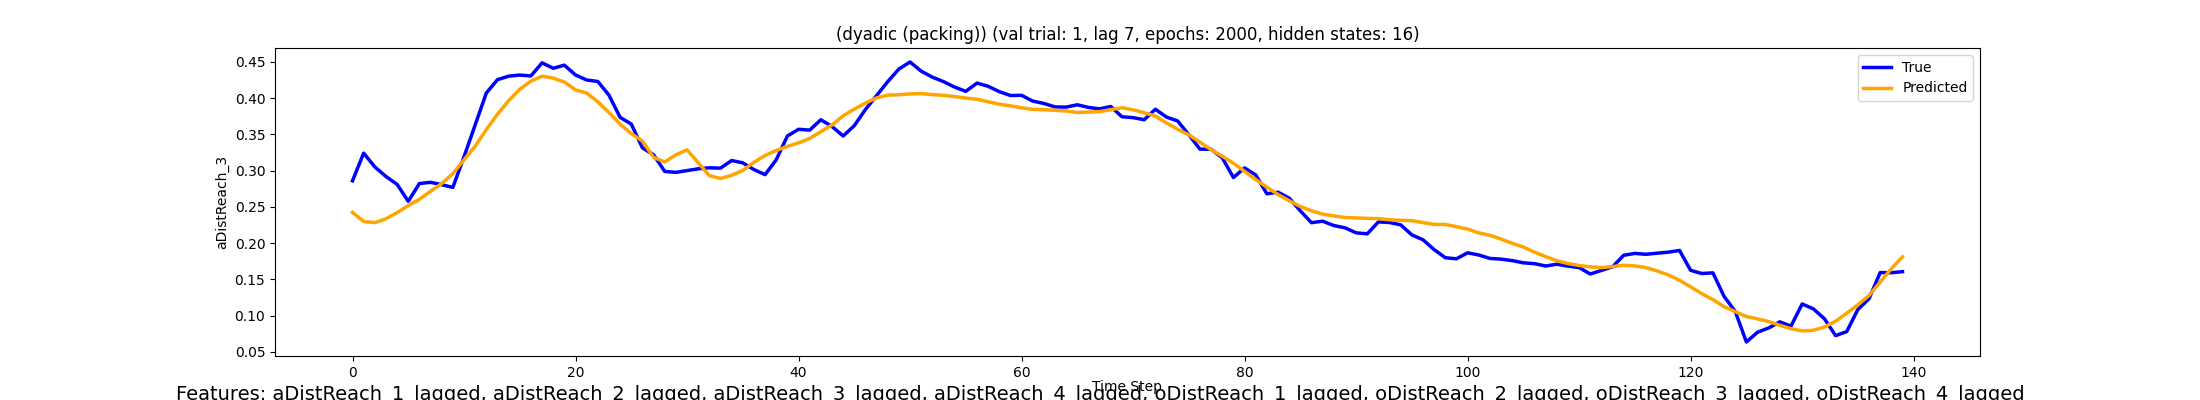 (dyadic (packing)) (val trial: 1, lag 7, epochs: 2000, hidden states: 16)
aDistReach_3
0.45
0.40
0.35
0.30
0.25
0.20
0.15
0.10
0.05
True
Predicted
0 20 40 60 80 100 120 140
Time Step
Features: aDistReach_1_lagged, aDistReach_2_lagged, aDistReach_3_lagged, aDistReach_4_lagged, oDistReach_1_lagged, oDistReach_2_lagged, oDistReach_3_lagged, oDistReach_4_lagged